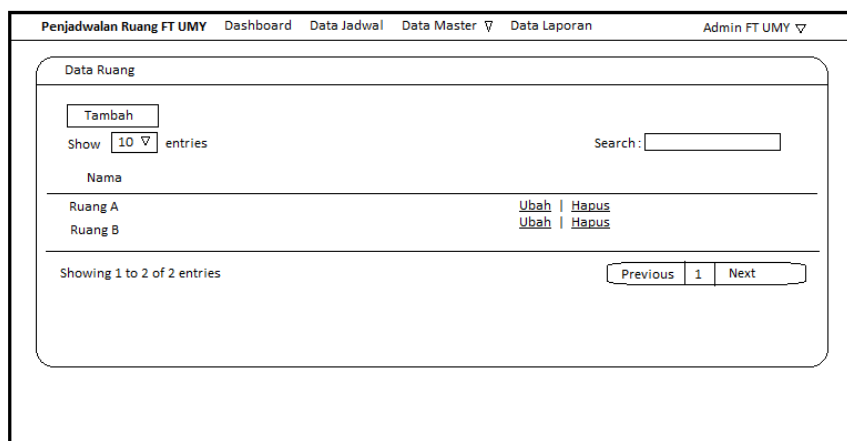 Penjadwalan Ruang FT UMY Dashboard Data Jadwal Data Master Data Laporan Admin FT UMY
Data Ruang
Tambah
Show 10 entries Search :
Nama
Ruang A Ubah | Hapus
Ruang B Ubah | Hapus
Showing 1 to 2 of 2 entries Previous 1 Next